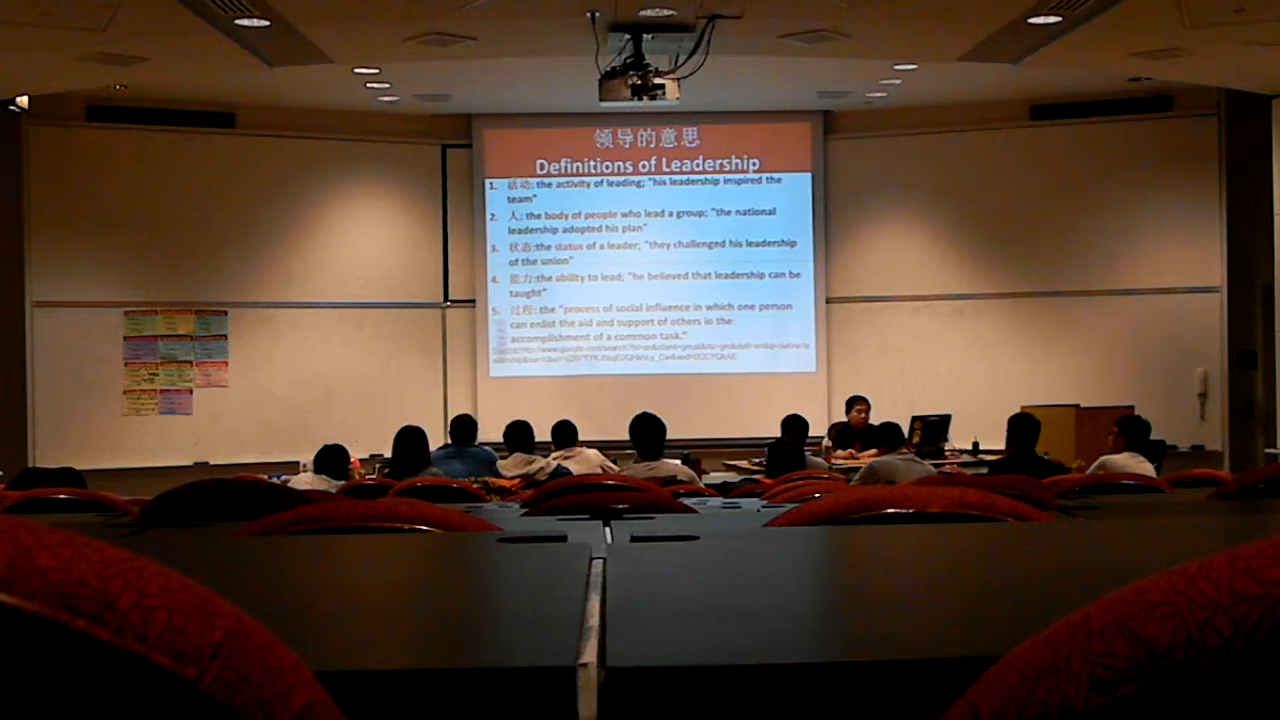 领导的意思
Definitions of Leadership
1. 活动: the activity of leading; "his leadership inspired the
team"
2. 人: the body of people who lead a group; "the national
leadership adopted his plan"
3. 状态:the status of a leader; "they challenged his leadership
of the union"
4. 能力:the ability to lead; "he believed that leadership can be
taught"
5. 过程: the "process of social influence in which one person
can enlist the aid and support of others in the
accomplishment of a common task."